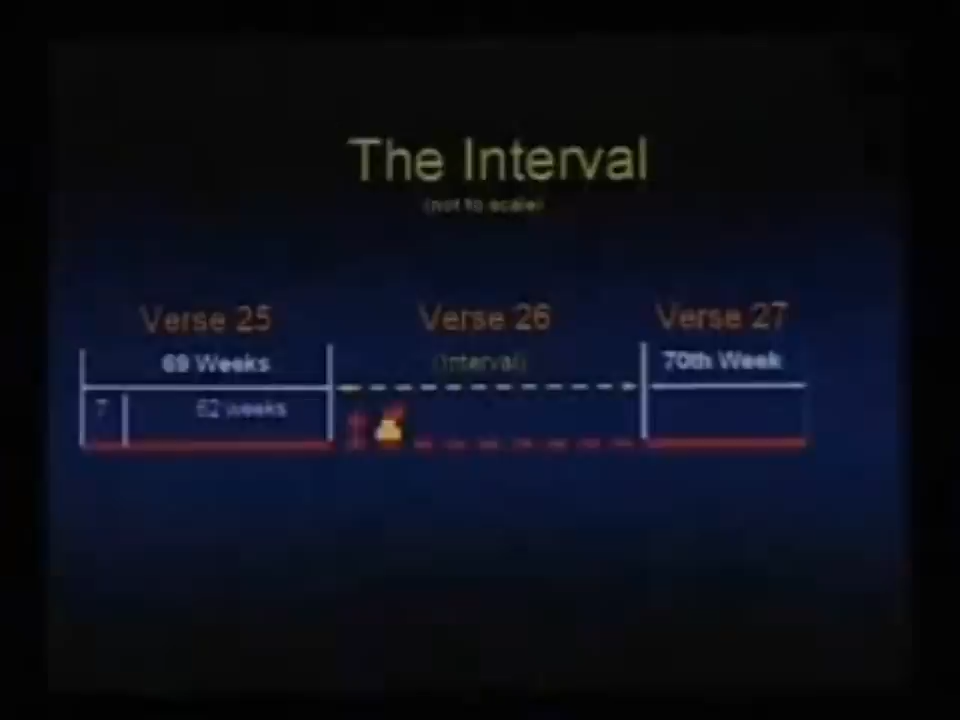 The Interval
(not to scale)
Verse 25
Verse 26
Verse 27
69 Weeks
(Interval)
70th Week
7
62 weeks